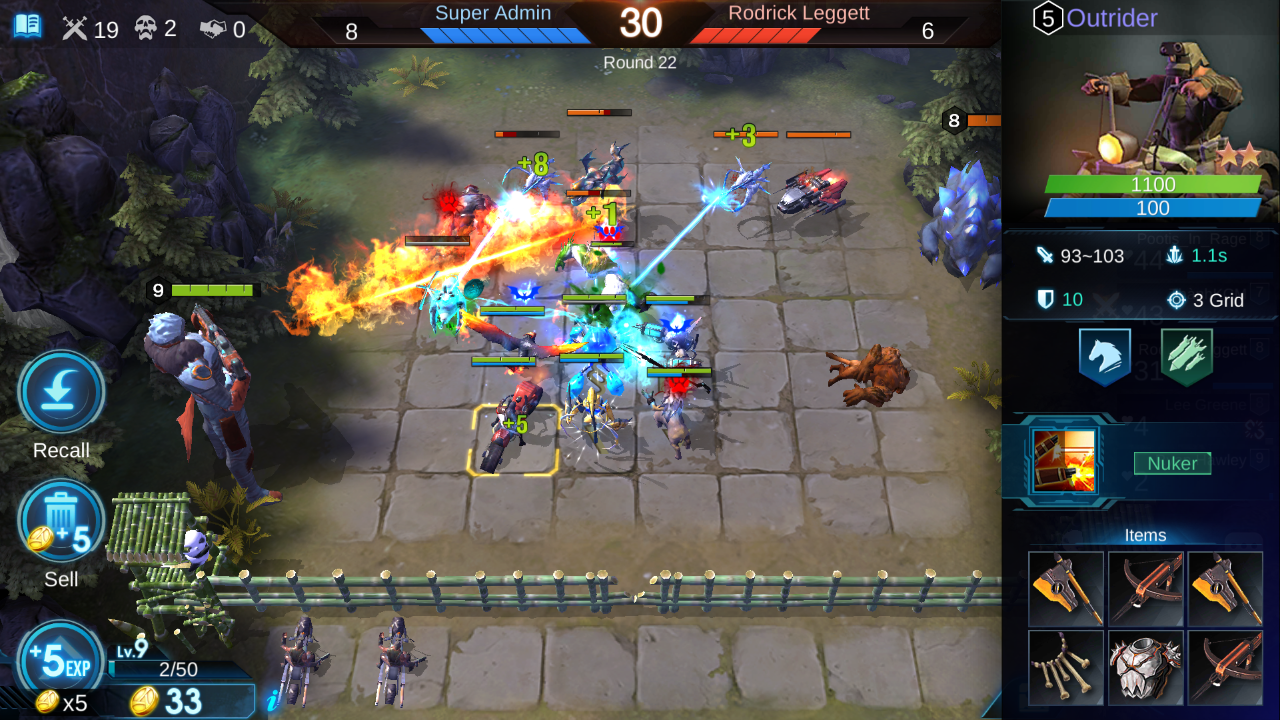 19 2 0
8 Super Admin 30 Rodrick Leggett 6
Round 22
5 Outrider
1100
100
93~103 1.1s
10 3 Grid
Nuker
Items
8
9
+8
+3
+1
+5
Recall
+5
Sell
+5EXP
Lv.9
2/50
x5
33